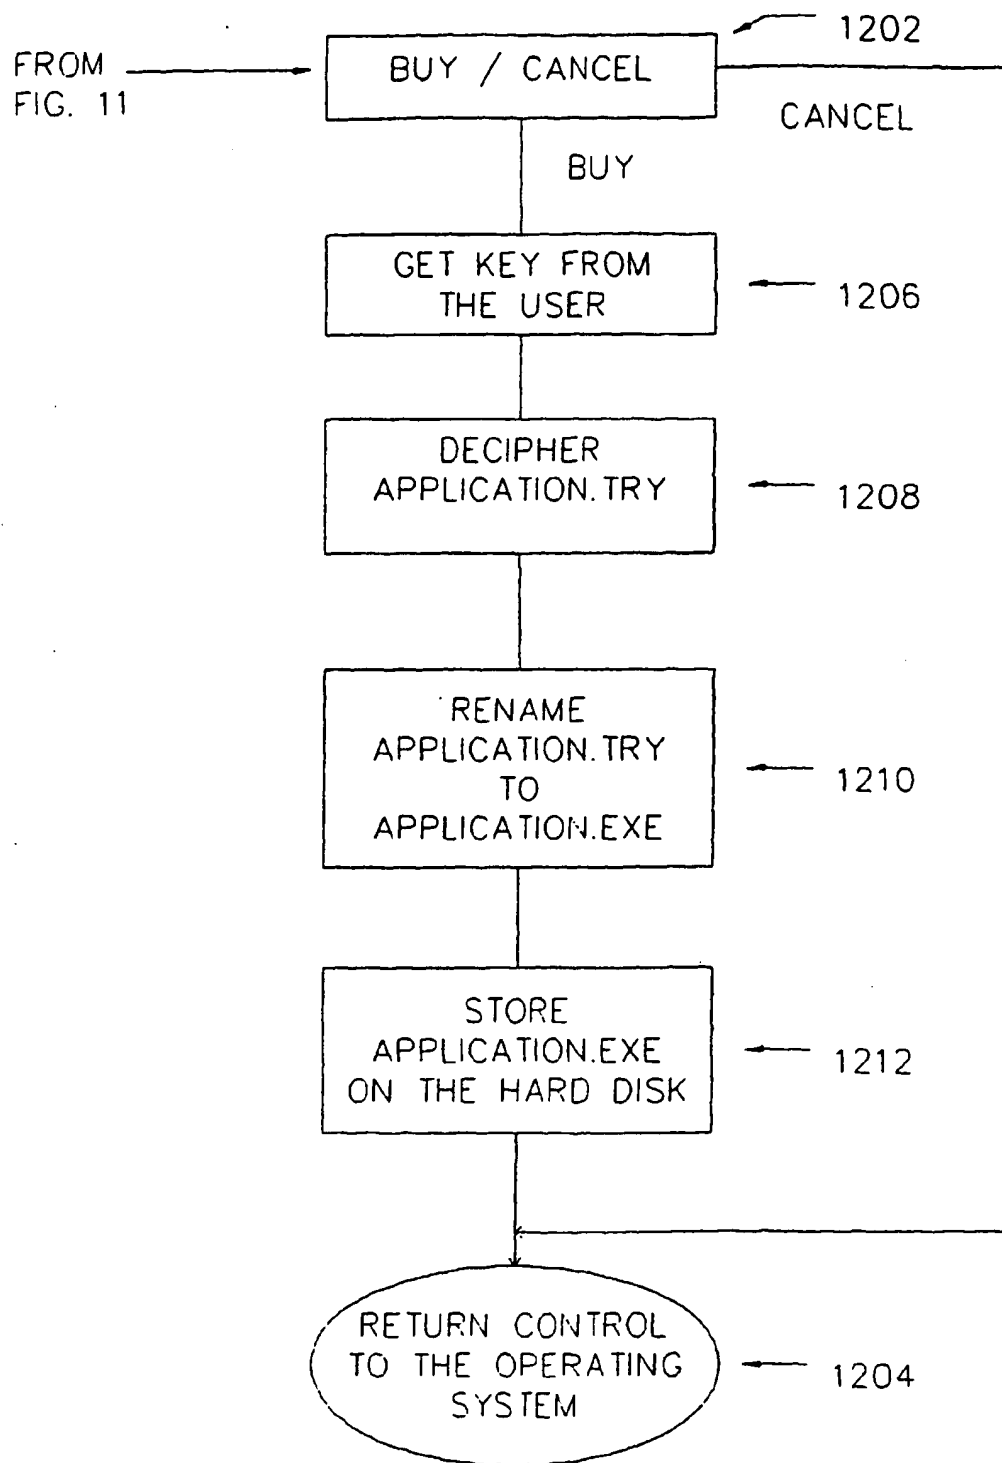 1202
FROM
FIG. 11
BUY / CANCEL
CANCEL
BUY
GET KEY FROM
THE USER
1206
DECIPHER
APPLICATION.TRY
1208
RENAME
APPLICATION.TRY
TO
APPLICATION.EXE
1210
STORE
APPLICATION.EXE
ON THE HARD DISK
1212
RETURN CONTROL
TO THE OPERATING
SYSTEM
1204